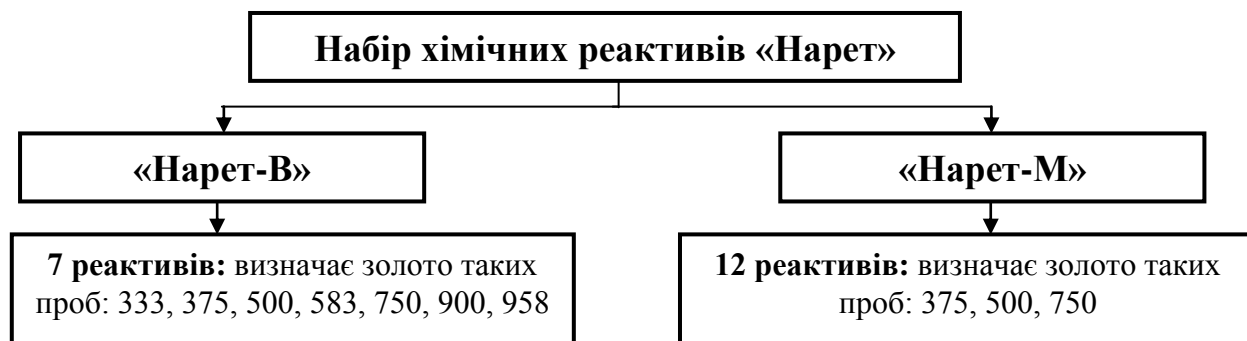 Набір хімічних реактивів «Нарет»
«Нарет-В»
«Нарет-М»
7 реактивів: визначає золото таких
проб: 333, 375, 500, 583, 750, 900, 958
12 реактивів: визначає золото таких
проб: 375, 500, 750